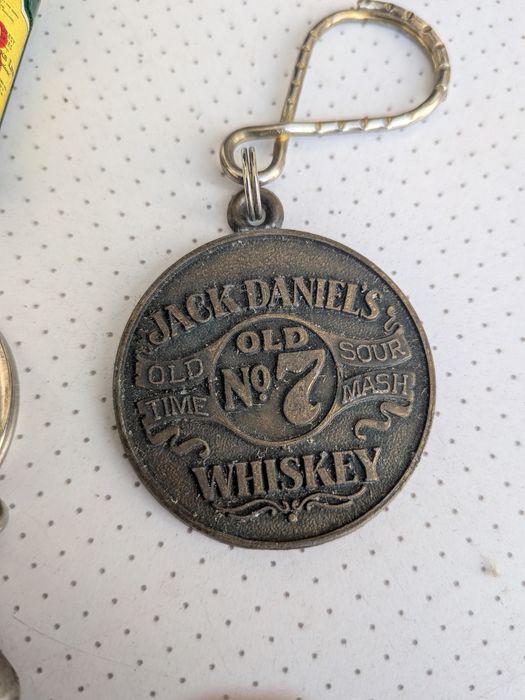 JACK DANIEL'S
OLD TIME
OLD No 7
SOUR MASH
WHISKEY